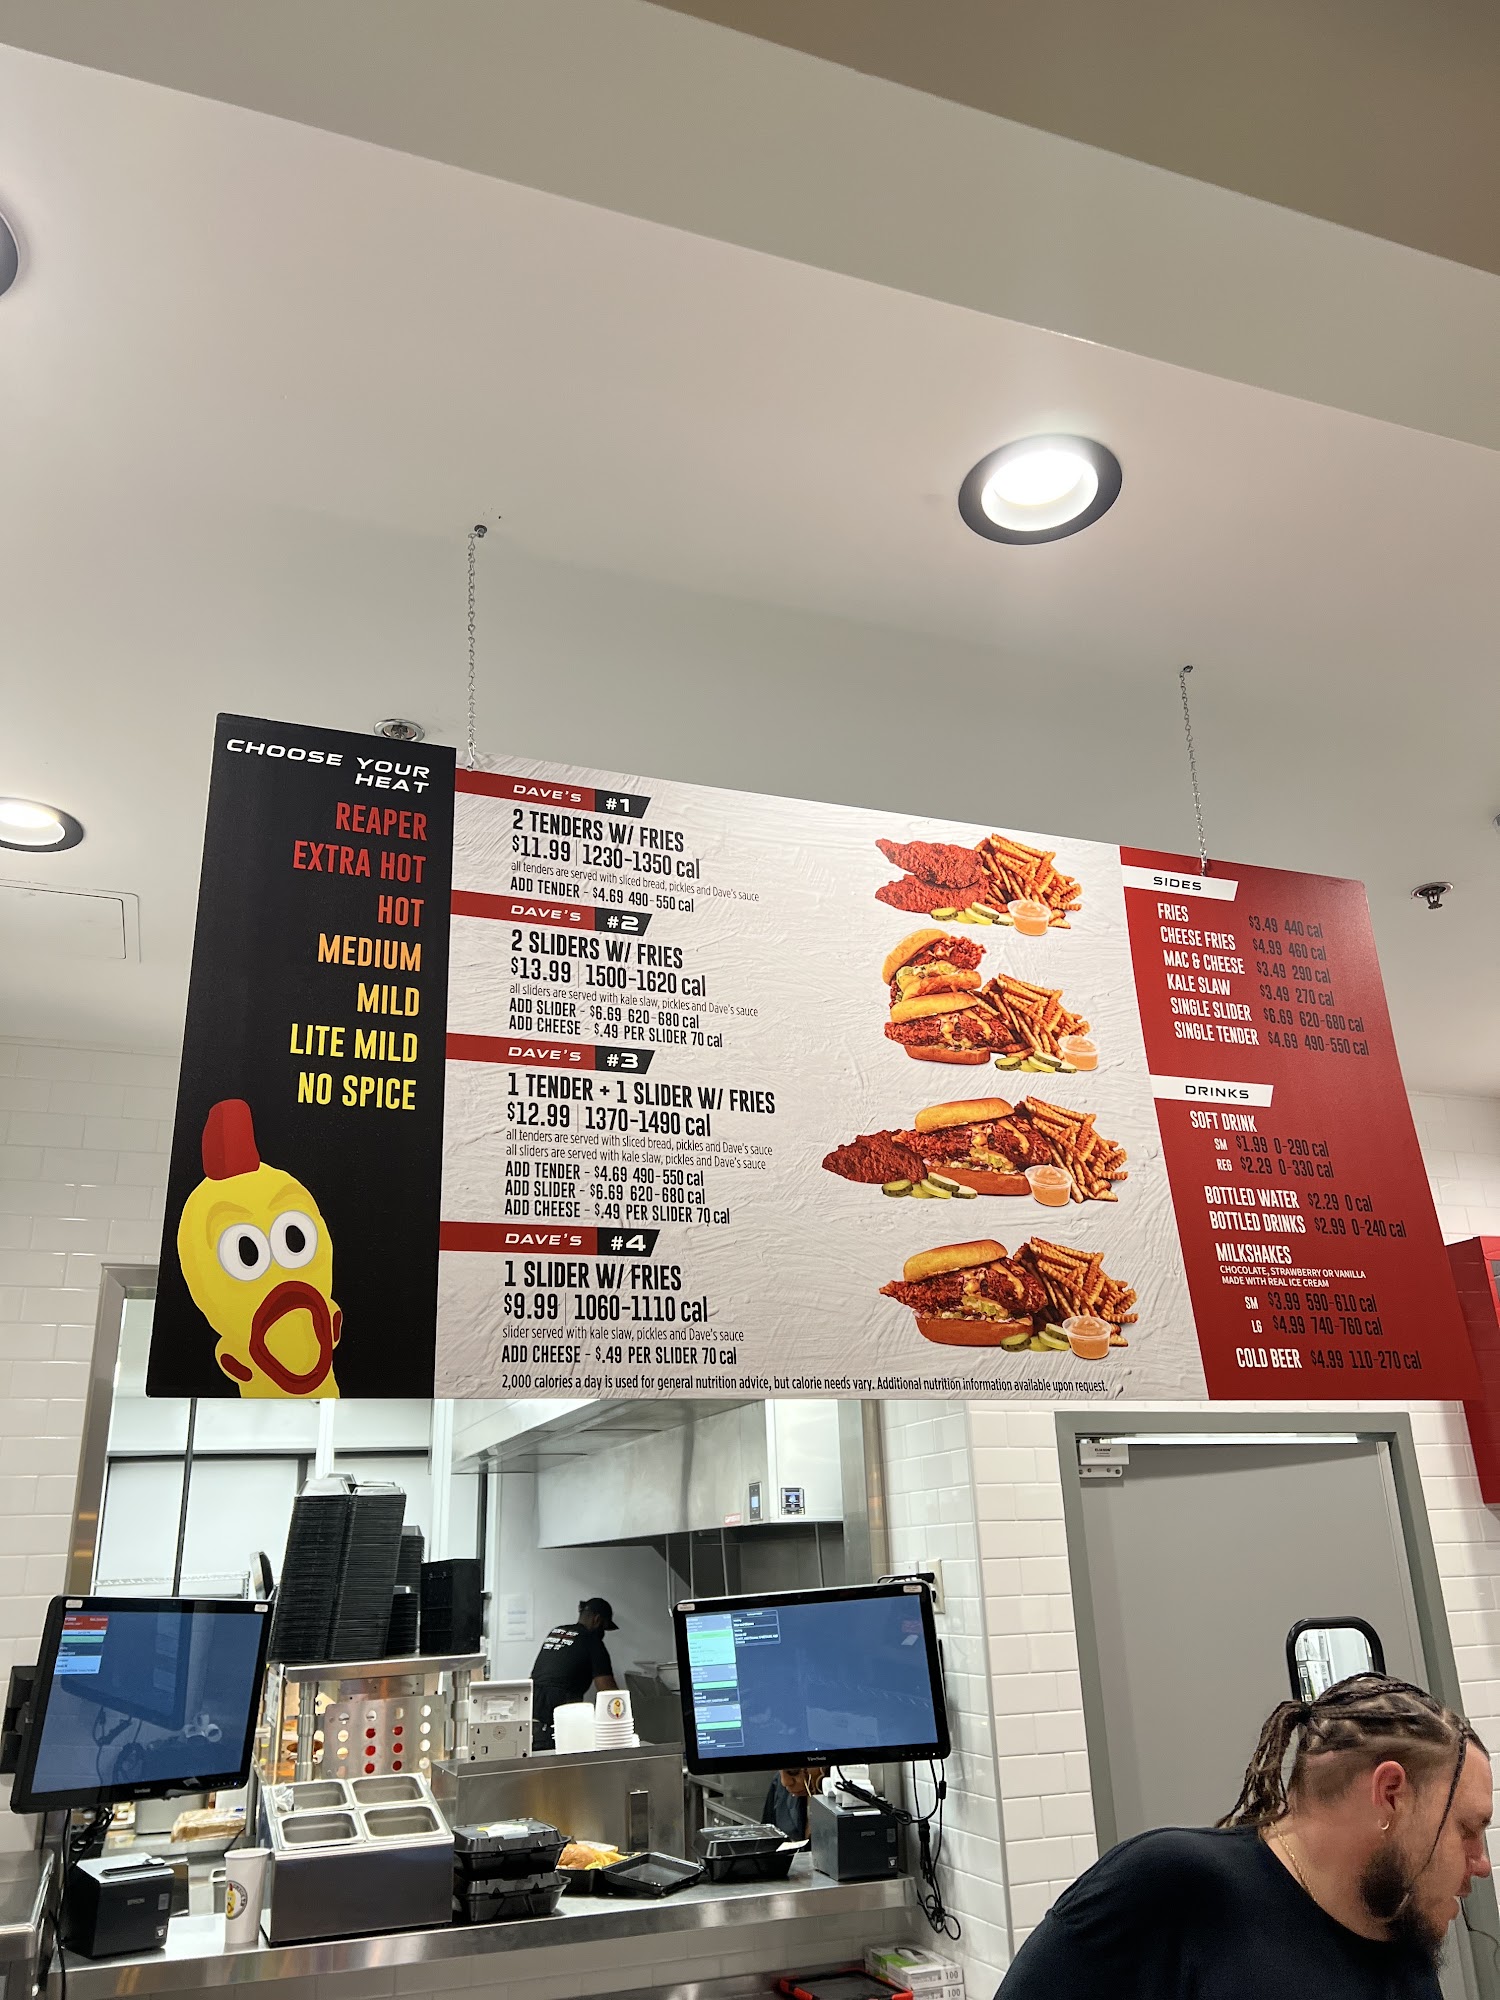 CHOOSE YOUR
HEAT
REAPER
EXTRA HOT
HOT
MEDIUM
MILD
LITE MILD
NO SPICE
DAVE'S #1
2 TENDERS W/ FRIES
$11.99 | 1230-1350 cal
all tenders are served with sliced bread, pickles and Dave's sauce
ADD TENDER - $4.69 490-550 cal
DAVE'S #2
2 SLIDERS W/ FRIES
$13.99 | 1500-1620 cal
all sliders are served with kale slaw, pickles and Dave's sauce
ADD SLIDER - $6.69 620-680 cal
ADD CHEESE - $.49 PER SLIDER 70 cal
DAVE'S #3
1 TENDER + 1 SLIDER W/ FRIES
$12.99 | 1370-1490 cal
all tenders are served with sliced bread, pickles and Dave's sauce
all sliders are served with kale slaw, pickles and Dave's sauce
ADD TENDER - $4.69 490-550 cal
ADD SLIDER - $6.69 620-680 cal
ADD CHEESE - $.49 PER SLIDER 70 cal
DAVE'S #4
1 SLIDER W/ FRIES
$9.99 | 1060-1110 cal
slider served with kale slaw, pickles and Dave's sauce
ADD CHEESE - $.49 PER SLIDER 70 cal
2,000 calories a day is used for general nutrition advice, but calorie needs vary. Additional nutrition information available upon request.
SIDES
FRIES $3.49 440 cal
CHEESE FRIES $4.99 460 cal
MAC & CHEESE $3.49 290 cal
KALE SLAW $3.49 270 cal
SINGLE SLIDER $6.69 620-680 cal
SINGLE TENDER $4.69 490-550 cal
DRINKS
SOFT DRINK
SM $1.99 0-290 cal
REG $2.29 0-330 cal
BOTTLED WATER $2.29 0 cal
BOTTLED DRINKS $2.99 0-240 cal
MILKSHAKES
CHOCOLATE, STRAWBERRY OR VANILLA
MADE WITH REAL ICE CREAM
SM $3.99 590-610 cal
LG $4.99 740-760 cal
COLD BEER $4.99 110-270 cal
ViewSonic
100
100